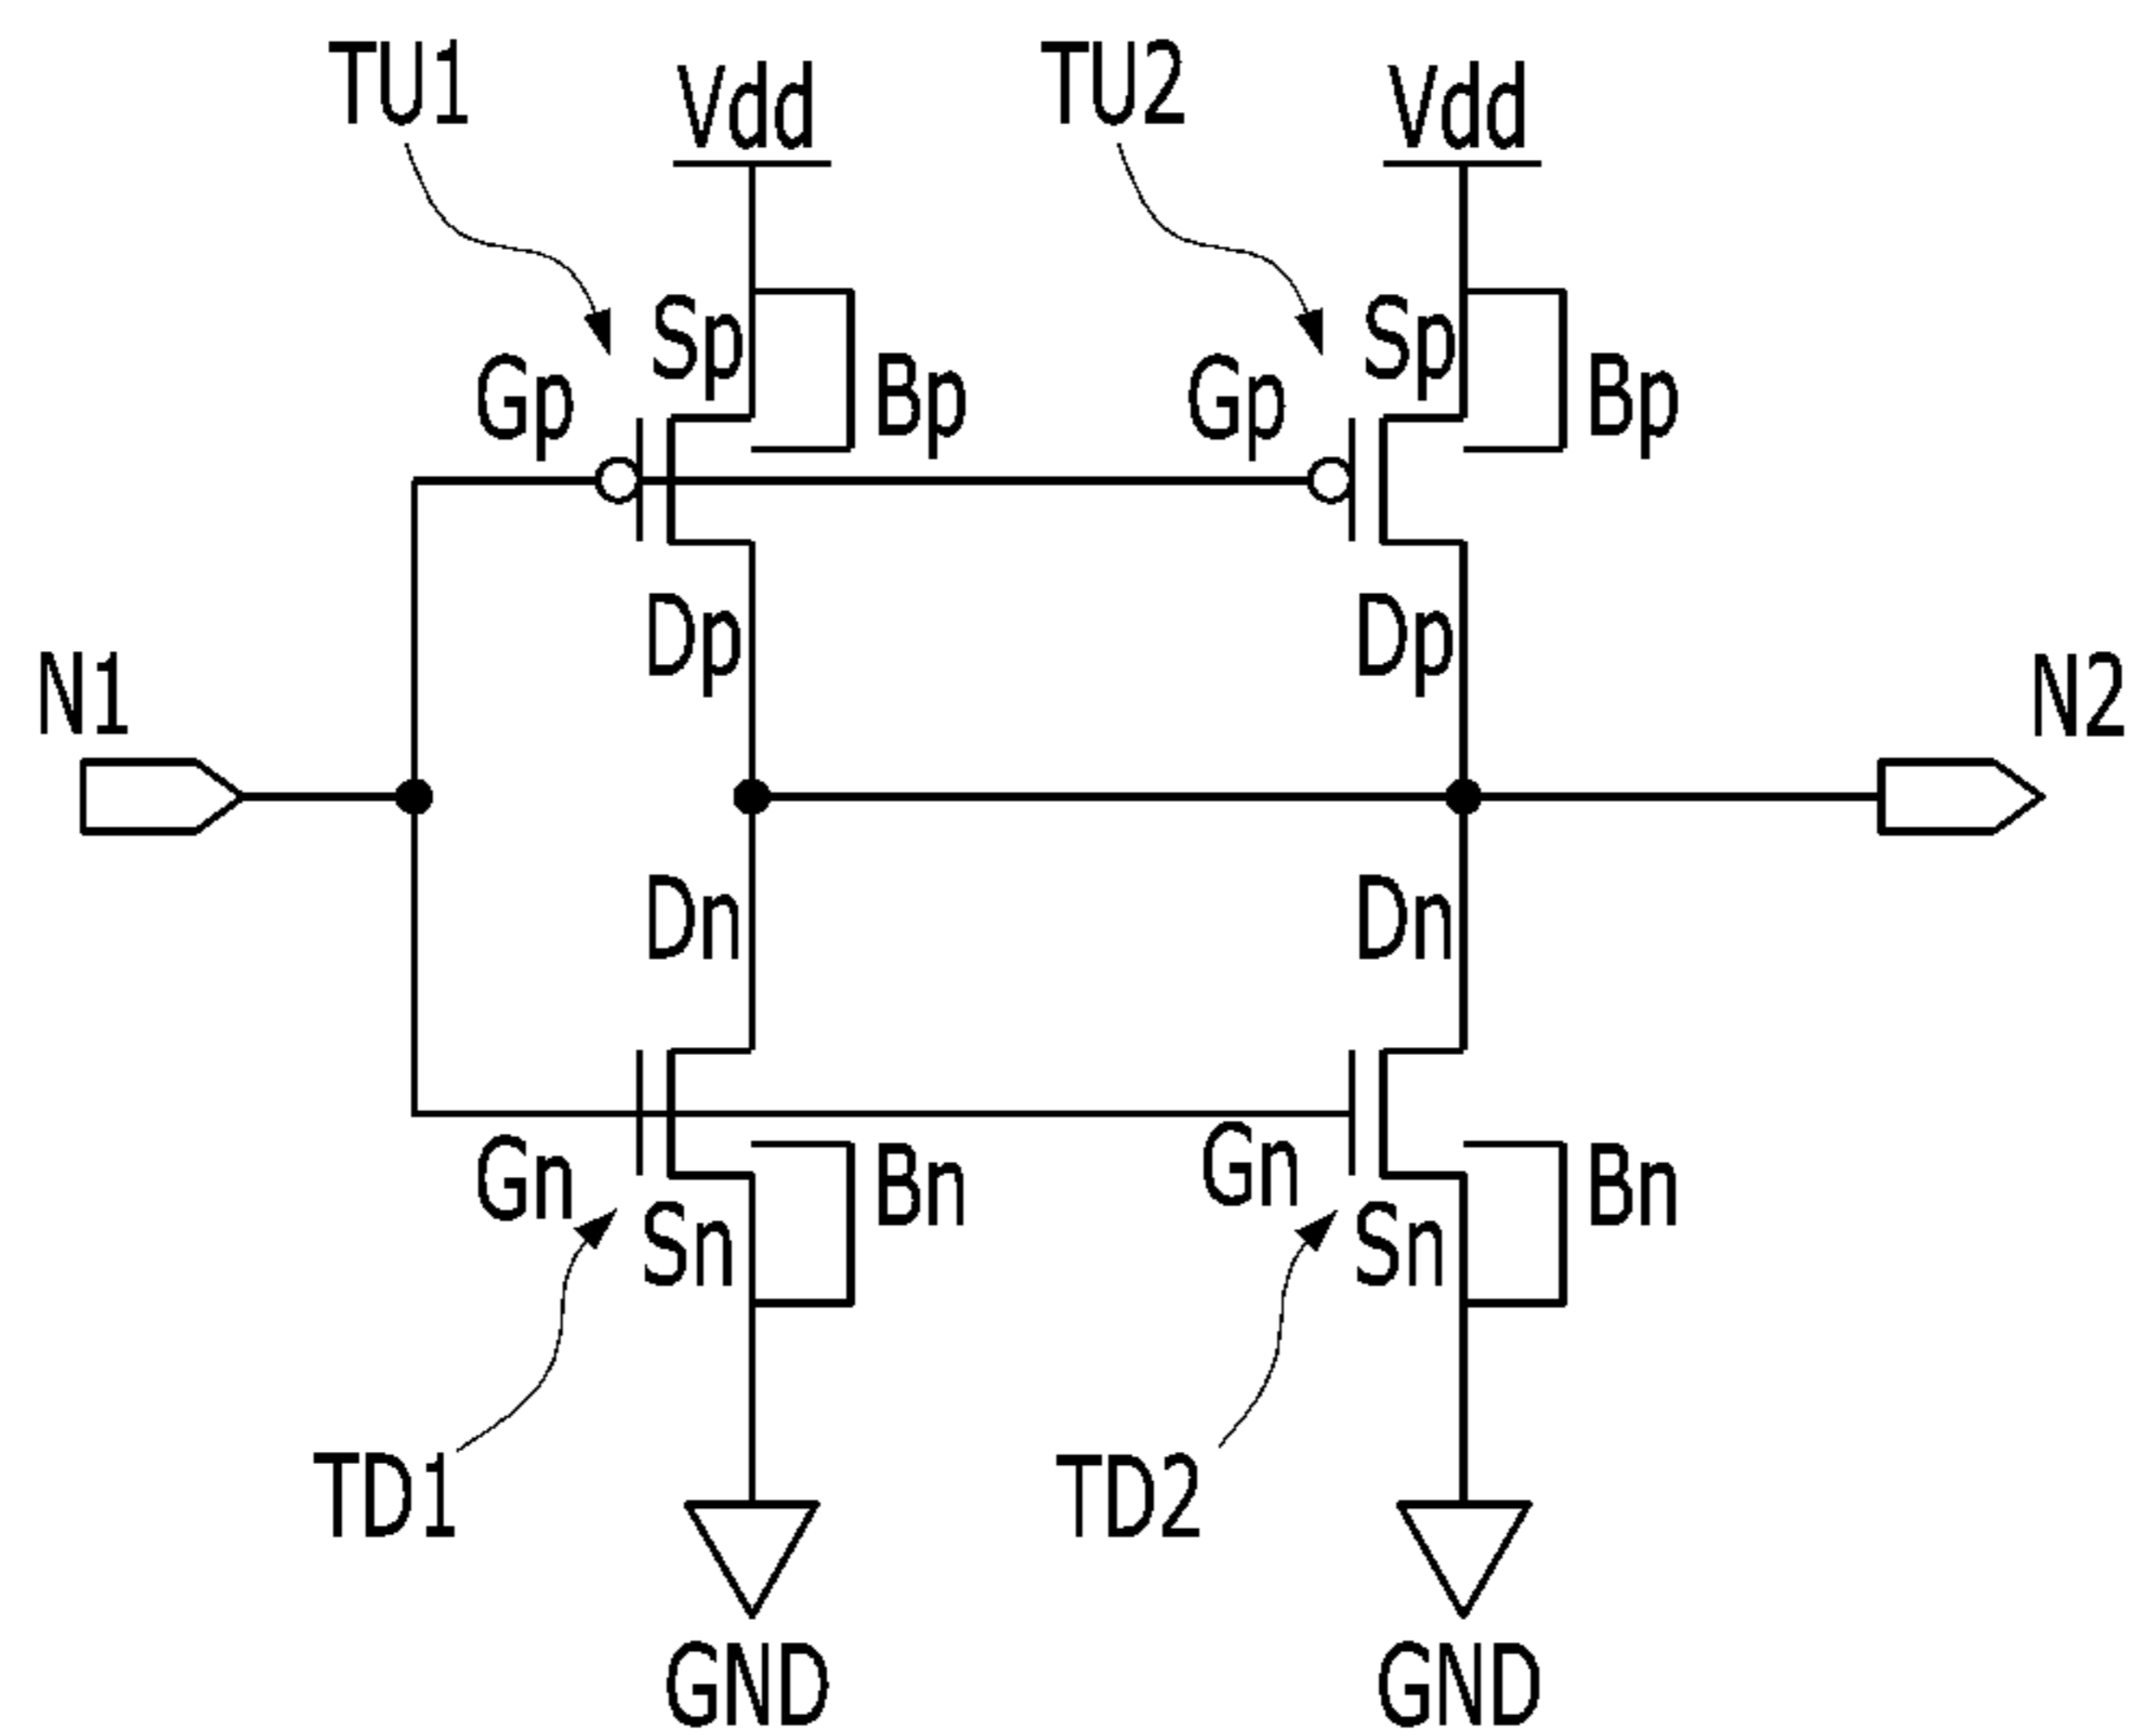 TU1
TU2
Vdd
Vdd
Sp
Sp
Gp
Bp
Gp
Bp
Dp
Dp
N1
N2
Dn
Dn
Gn
Bn
Gn
Bn
Sn
Sn
TD1
TD2
GND
GND